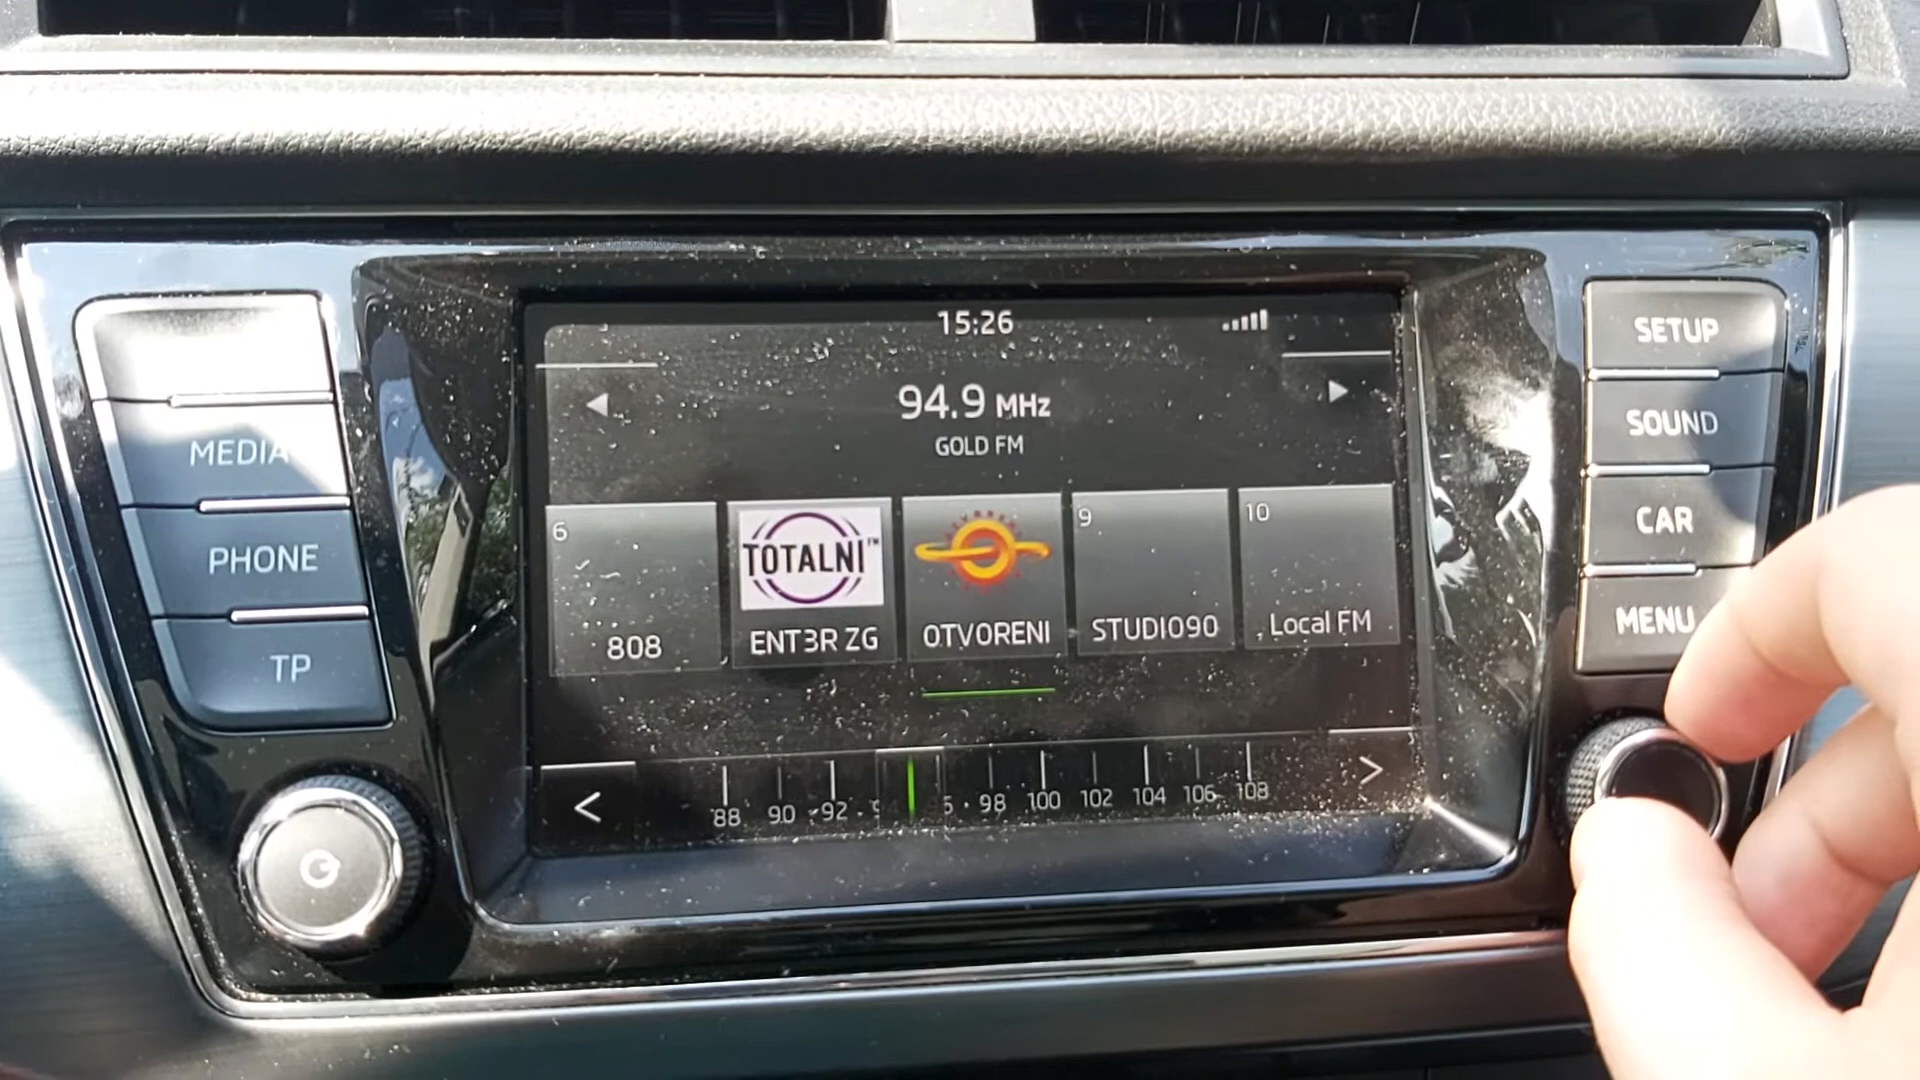 15:26
94.9 MHz
GOLD FM
6
808
TOTALNI™
ENT3R ZG
OTVORENI
9
STUDIO90
10
Local FM
<
88 90 92 98 100 102 104 106 108
>
MEDIA
PHONE
TP
SETUP
SOUND
CAR
MENU